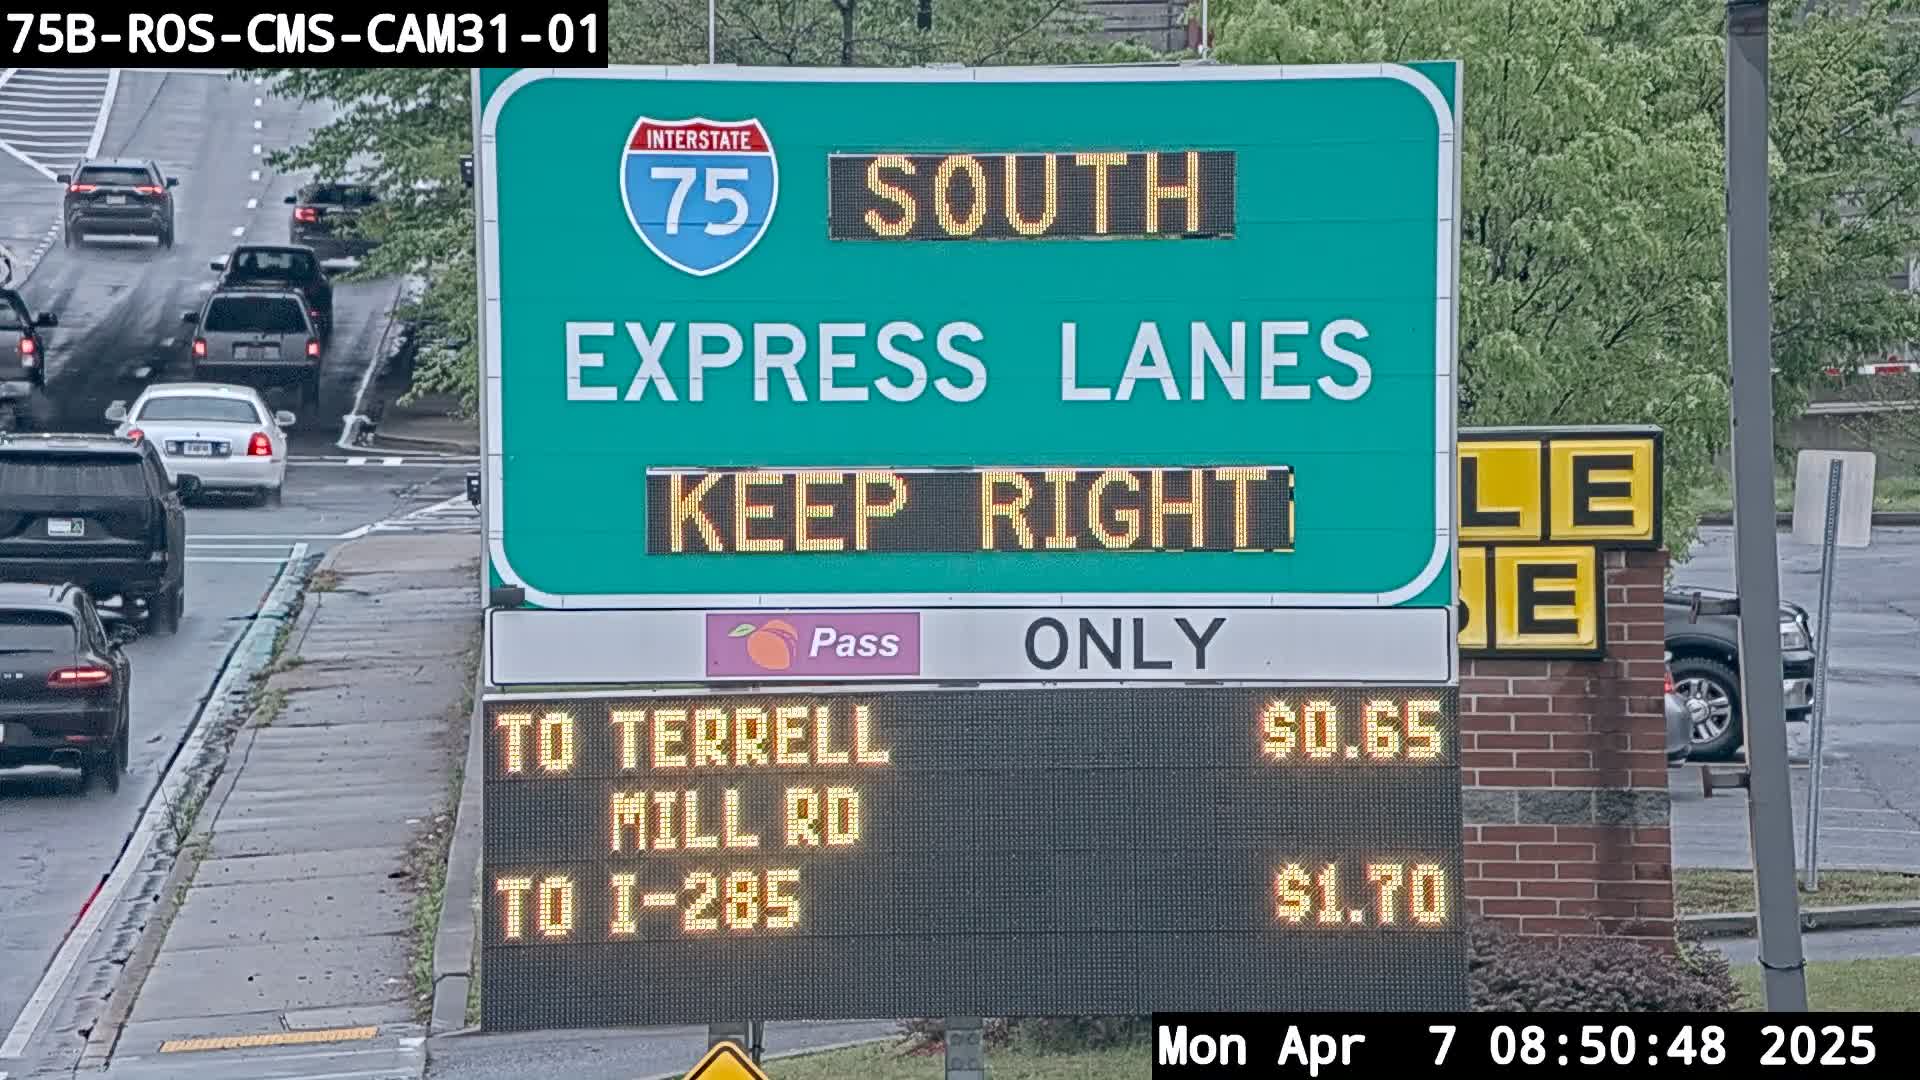 75B-ROS-CMS-CAM31-01
INTERSTATE
75
SOUTH
EXPRESS LANES
KEEP RIGHT
LE
E
Pass ONLY
TO TERRELL $0.65
MILL RD
TO I-285 $1.70
Mon Apr 7 08:50:48 2025